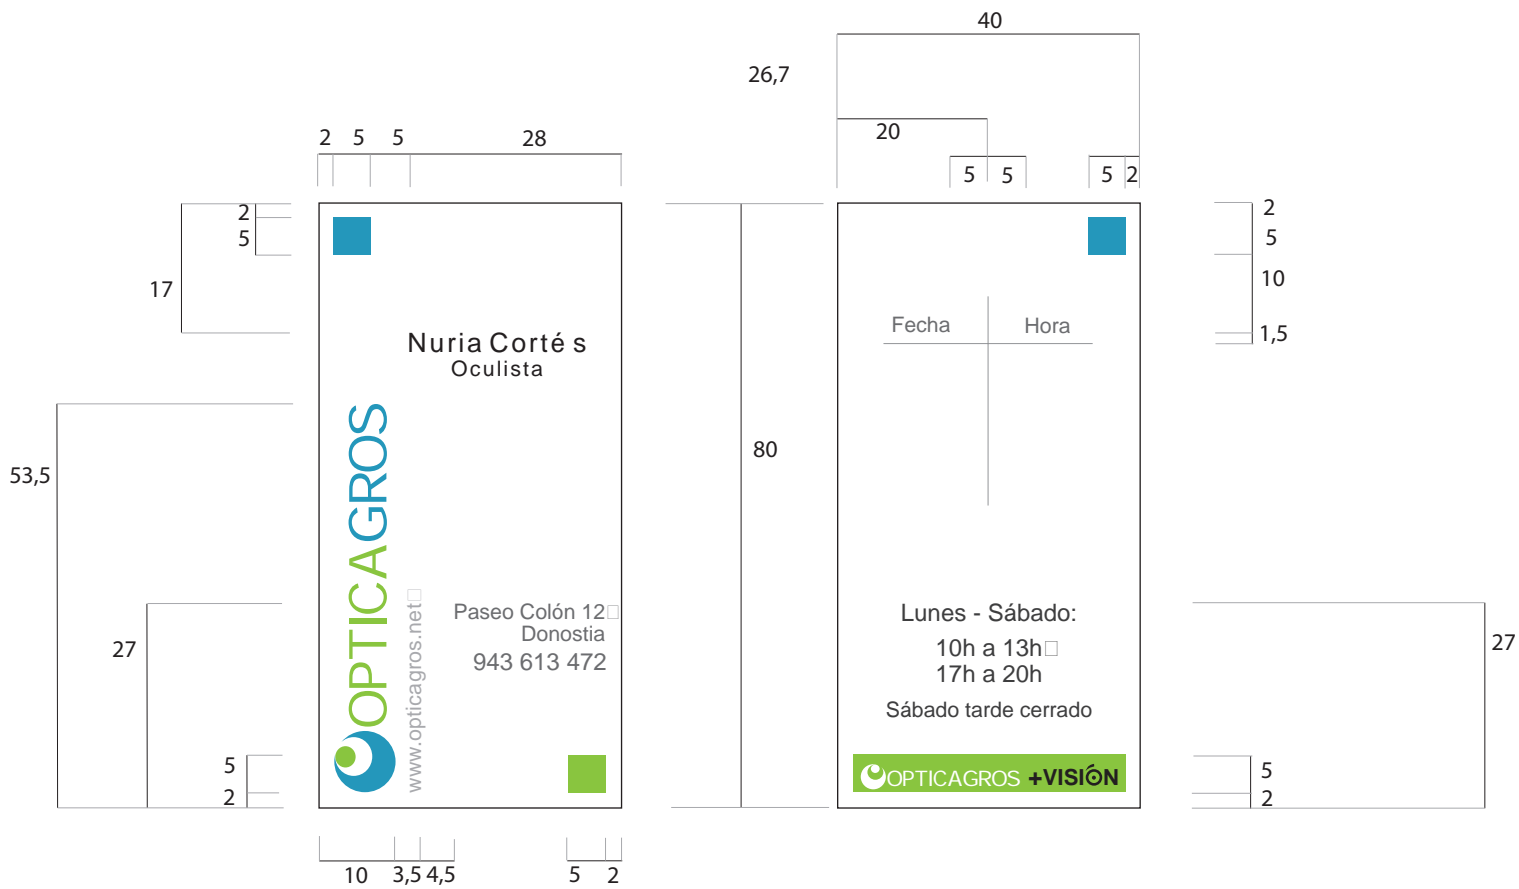 40
26,7
20
2 5 5 28
5 5 5 2
2
5
17
2
5
10
1,5
Nuria Corté s
Oculista
Fecha Hora
53,5
80
OPTICAGROS
www.opticagros.net
Paseo Colón 12
Donostia
943 613 472
Lunes - Sábado:
10h a 13h
17h a 20h
Sábado tarde cerrado
27
27
5
2
OPTICAGROS +VISIÓN
5
2
10 3,5 4,5 5 2